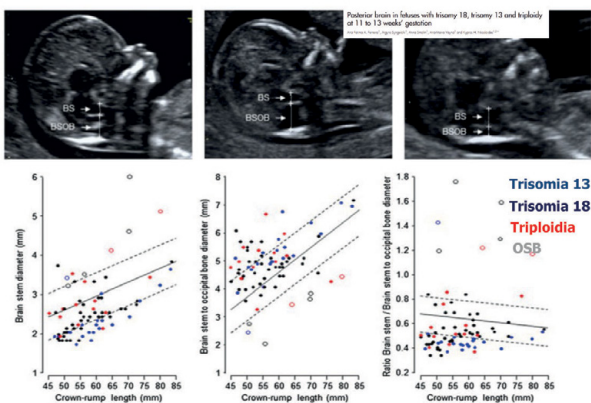 Posterior brain in fetuses with trisomy 18, trisomy 13 and triploidy
at 11 to 13 weeks' gestation
BS
BSOB
BS
BSOB
BS
BSOB
Brain stem diameter (mm)
6
5
4
3
2
1
45 50 55 60 65 70 75 80 85
Crown-rump length (mm)
Brain stem to occipital bone diameter (mm)
8
7
6
5
4
3
2
1
45 50 55 60 65 70 75 80 85
Crown-rump length (mm)
Ratio Brain stem / Brain stem to occipital bone diameter
1.8
1.6
1.4
1.2
1.0
0.8
0.6
0.4
0.2
45 50 55 60 65 70 75 80 85
Crown-rump length (mm)
Trisomia 13
Trisomia 18
Triploidia
OSB